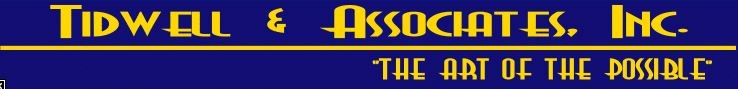 TIDWELL & ASSOCIATES, INC.
"THE ART OF THE POSSIBLE"